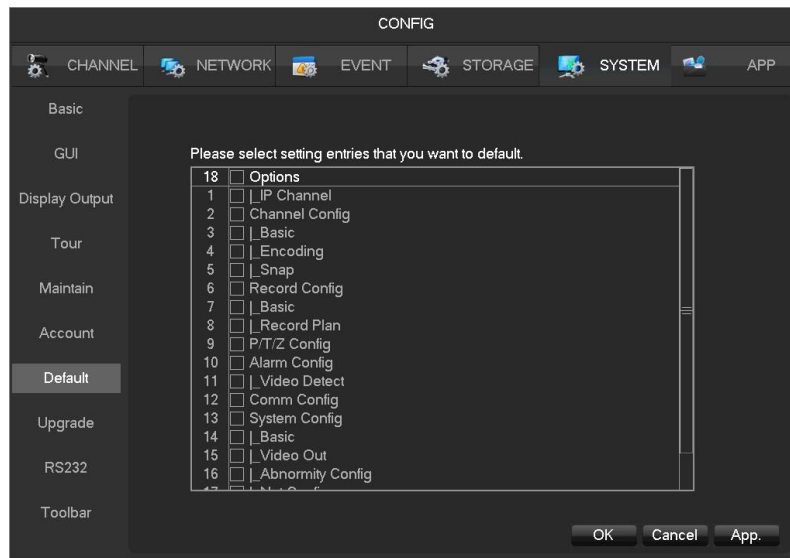 CONFIG
CHANNEL NETWORK EVENT STORAGE SYSTEM APP
Basic
GUI
Display Output
Tour
Maintain
Account
Default
Upgrade
RS232
Toolbar
Please select setting entries that you want to default.
18 Options
1 |_IP Channel
2 Channel Config
3 |_Basic
4 |_Encoding
5 |_Snap
6 Record Config
7 |_Basic
8 |_Record Plan
9 P/T/Z Config
10 Alarm Config
11 |_Video Detect
12 Comm Config
13 System Config
14 |_Basic
15 |_Video Out
16 |_Abnormity Config
OK Cancel App.